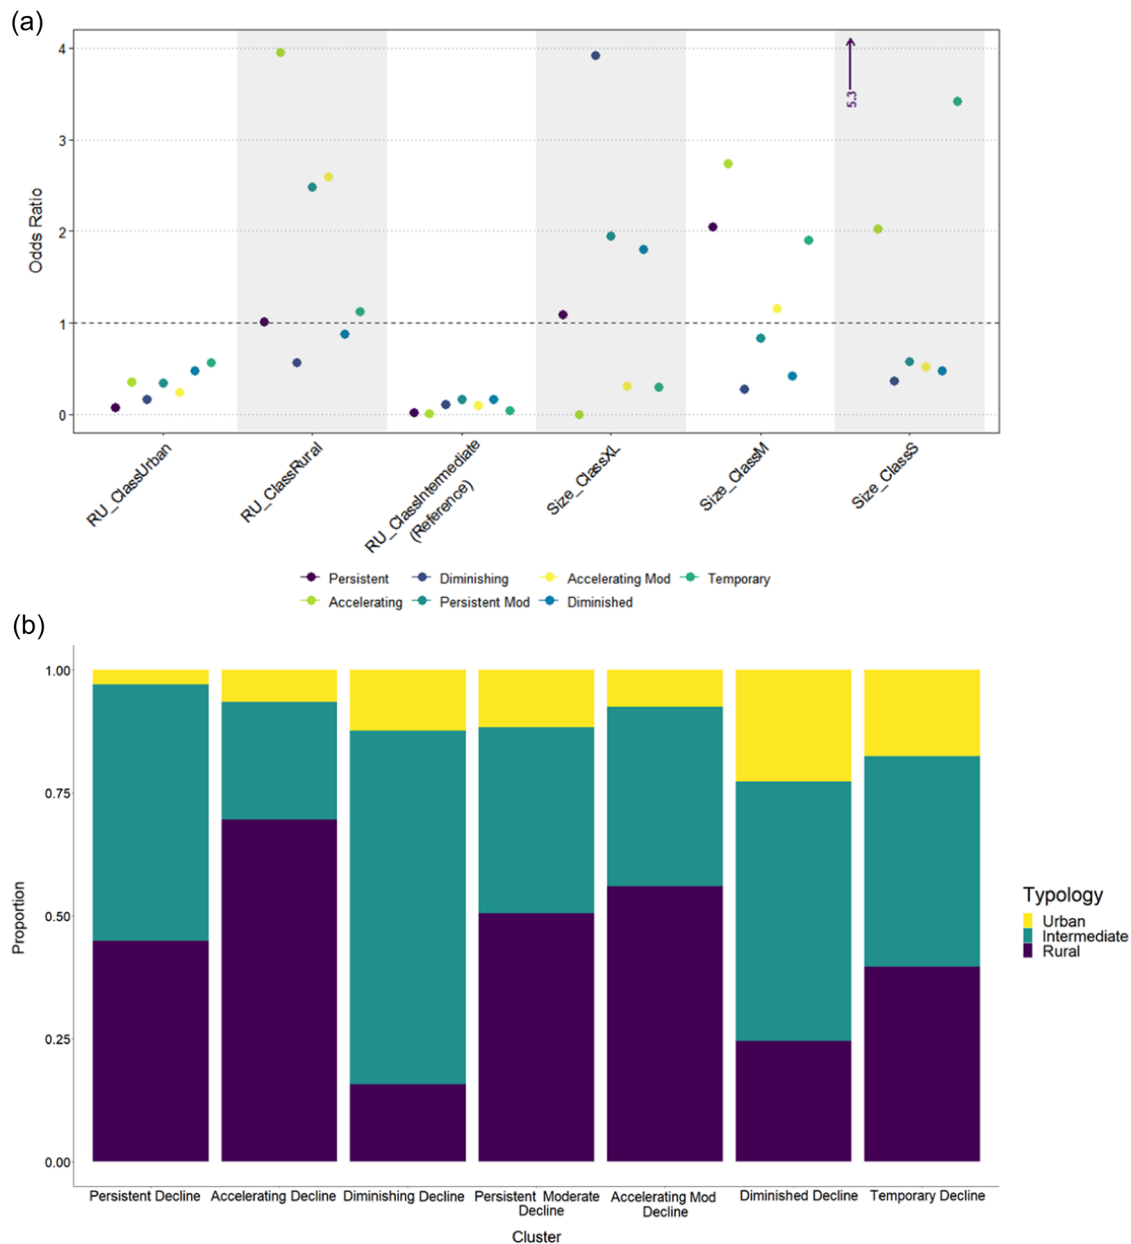 (a)
4
3
2
1
0
Odds Ratio
5.3
RU_ClassUrban
RU_ClassRural
RU_ClassIntermediate
(Reference)
Size_ClassXL
Size_ClassM
Size_ClassS
Persistent
Diminishing
Accelerating Mod
Temporary
Accelerating
Persistent Mod
Diminished
(b)
1.00
0.75
0.50
0.25
0.00
Proportion
Typology
Urban
Intermediate
Rural
Persistent Decline
Accelerating Decline
Diminishing Decline
Persistent Moderate
Decline
Accelerating Mod
Decline
Diminished Decline
Temporary Decline
Cluster